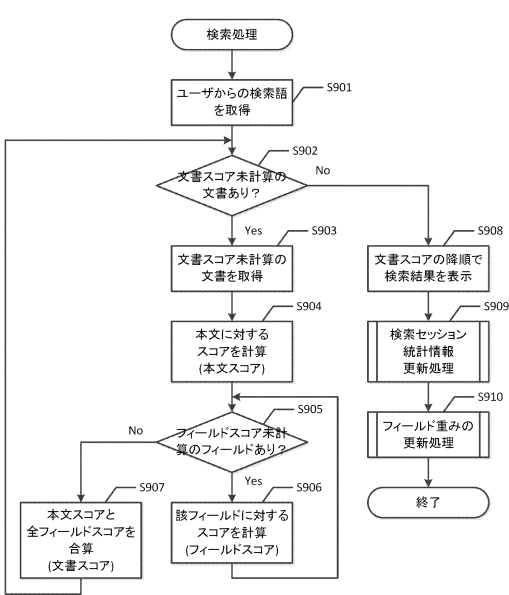 検索処理
ユーザからの検索語
を取得
S901
S902
文書スコア未計算の
文書あり？
No
Yes
S903
文書スコア未計算の
文書を取得
S904
本文に対する
スコアを計算
(本文スコア)
S905
フィールドスコア未計
算のフィールドあり？
No
Yes
S906
該フィールドに対する
スコアを計算
(フィールドスコア)
S907
本文スコアと
全フィールドスコアを
合算
(文書スコア)
S908
文書スコアの降順で
検索結果を表示
S909
検索セッション
統計情報
更新処理
S910
フィールド重みの
更新処理
終了